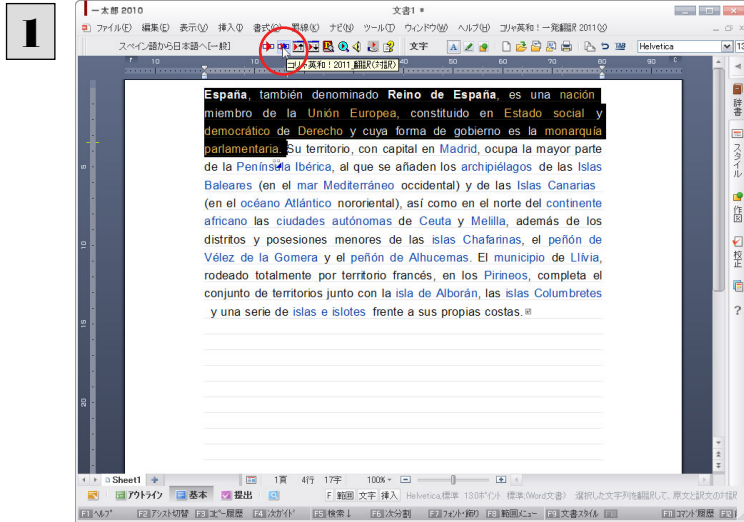 1
一太郎 2010
文書1 *
ファイル(F) 編集(E) 表示(V) 挿入(I) 書式(O) 罫線(K) ナビ(N) ツール(T) ウィンドウ(W) ヘルプ(H) コリャ英和！一発翻訳 2011(X)
スペイン語から日本語へ[一般]
文字
Helvetica
コリャ英和！2011_翻訳(対訳)
España, también denominado Reino de España, es una nación
miembro de la Unión Europea, constituido en Estado social y
democrático de Derecho y cuya forma de gobierno es la monarquía
parlamentaria. Su territorio, con capital en Madrid, ocupa la mayor parte
de la Península Ibérica, al que se añaden los archipiélagos de las Islas
Baleares (en el mar Mediterráneo occidental) y de las Islas Canarias
(en el océano Atlántico nororiental), así como en el norte del continente
africano las ciudades autónomas de Ceuta y Melilla, además de los
distritos y posesiones menores de las islas Chafarinas, el peñón de
Vélez de la Gomera y el peñón de Alhucemas. El municipio de Llívia,
rodeado totalmente por territorio francés, en los Pirineos, completa el
conjunto de territorios junto con la isla de Alborán, las islas Columbretes
y una serie de islas e islotes frente a sus propias costas.
辞書
スタイル
作図
校正
?
Sheet1
1頁 4行 17字 100%
アウトライン 基本 提出
F 範囲 文字 挿入 Helvetica,標準 13.0ポイント 標準(Word文書) 選択した文字列を翻訳して、原文と訳文の対訳
F1 ヘルプ F2 アシスト切替 F3 コピー履歴 F4 次ガイド F5 検索↓ F6 次分割 F7 フォント・飾り F8 範囲メニュー F9 文書スタイル F10 F11 コマンド履歴 F12